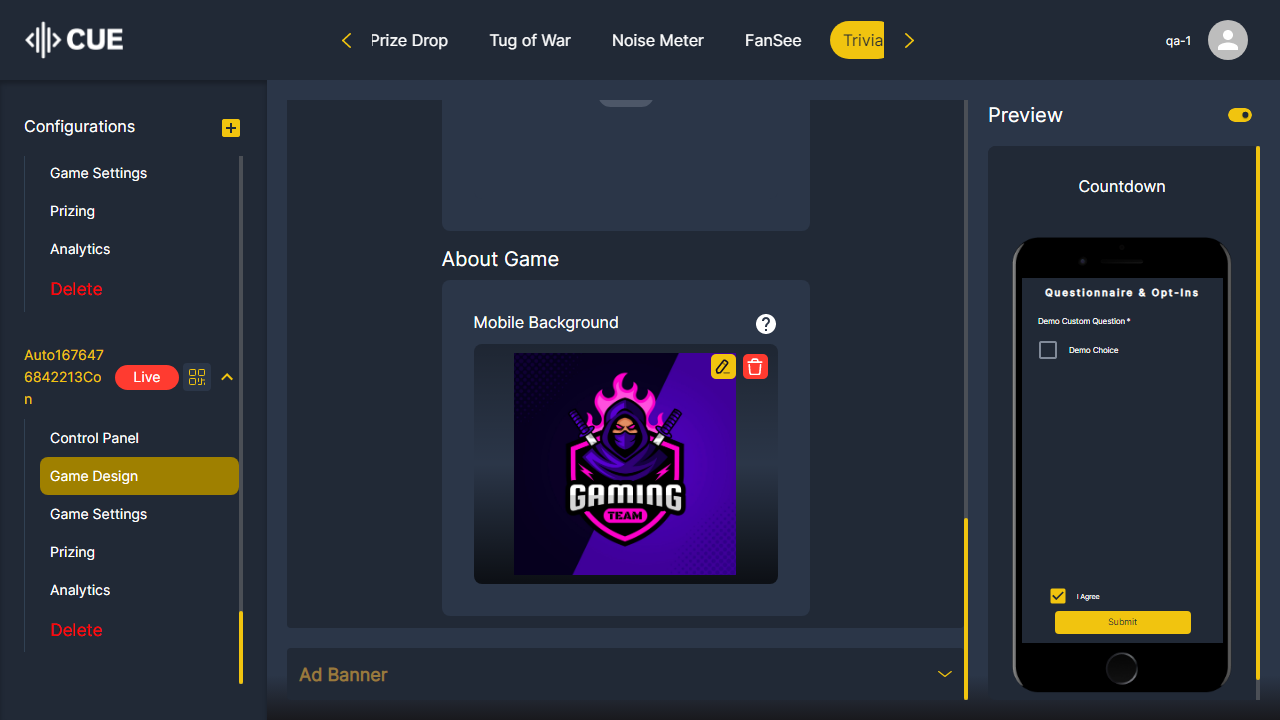 CUE
Prize Drop
Tug of War
Noise Meter
FanSee
Trivia
qa-1
Configurations
Game Settings
Prizing
Analytics
Delete
Auto167647
6842213Co
n
Live
Control Panel
Game Design
Game Settings
Prizing
Analytics
Delete
About Game
Mobile Background
GAMING
TEAM
Ad Banner
Preview
Countdown
Questionnaire & Opt-Ins
Demo Custom Question *
Demo Choice
I Agree
Submit